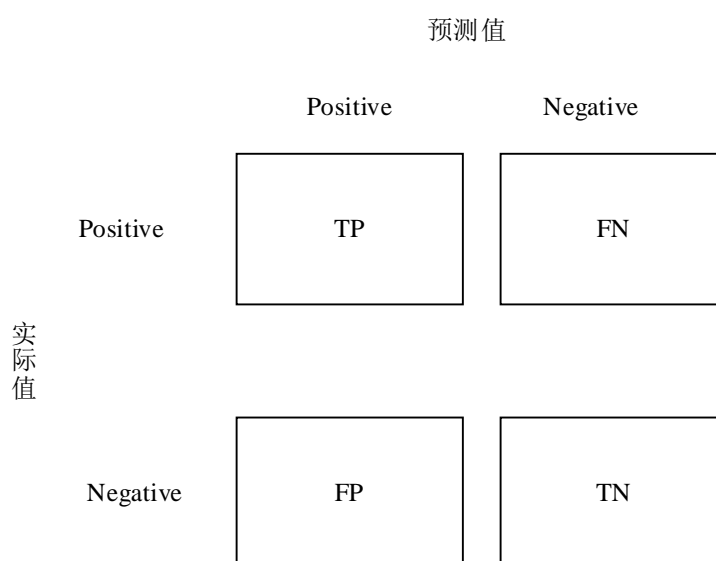 预测值
Positive Negative
Positive TP FN
实际值
Negative FP TN